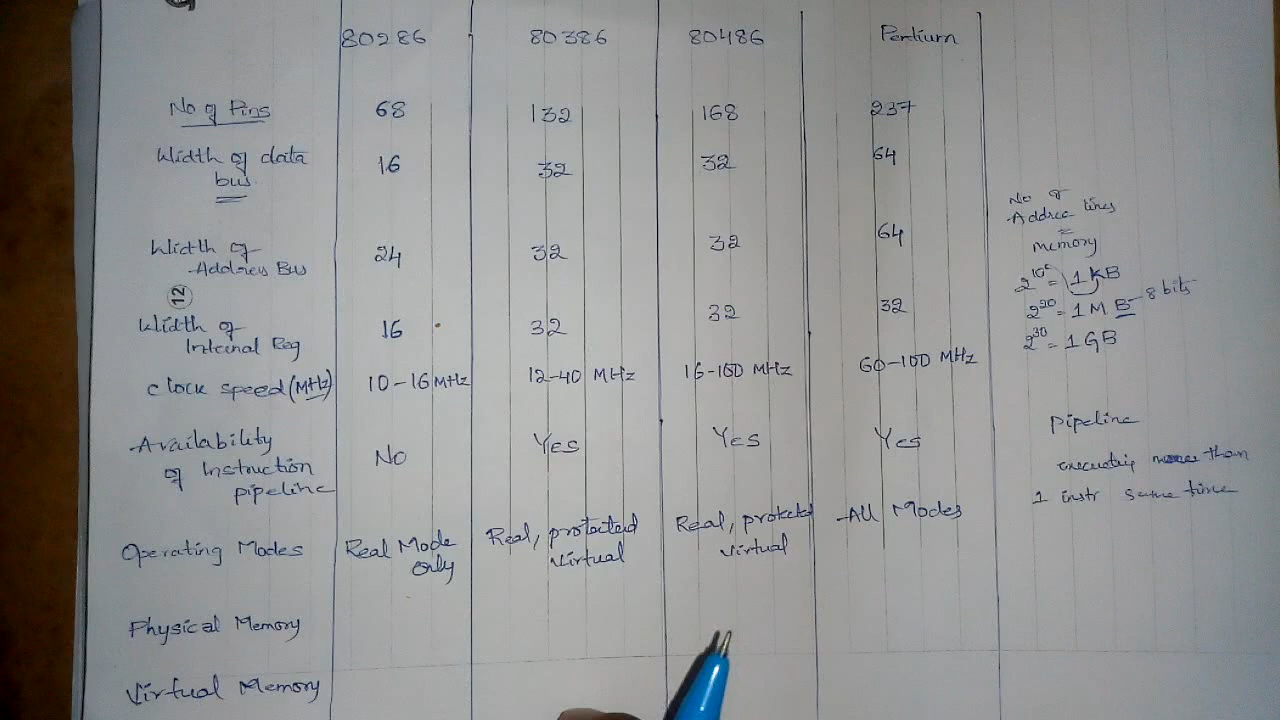 80286 80386 80486 Pentium
No of Pins 68 132 168 237
Width of data 16 32 32 64
bus
Width of 24 32 32 64
Address Bus
12
Width of 16 32 32 32
Internal Reg
Clock speed (MHz) 10-16 MHz 12-40 MHz 16-100 MHz 60-100 MHz
Availability No Yes Yes Yes
of Instruction
pipeline
Operating Modes Real Mode Real, protected Real, protected All Modes
only virtual virtual
Physical Memory
Virtual Memory
No of
Address lines
=
memory
2^10 = 1 KB
2^20 = 1 MB - 8 bits
2^30 = 1 GB
Pipeline
executing more than
1 instr same time